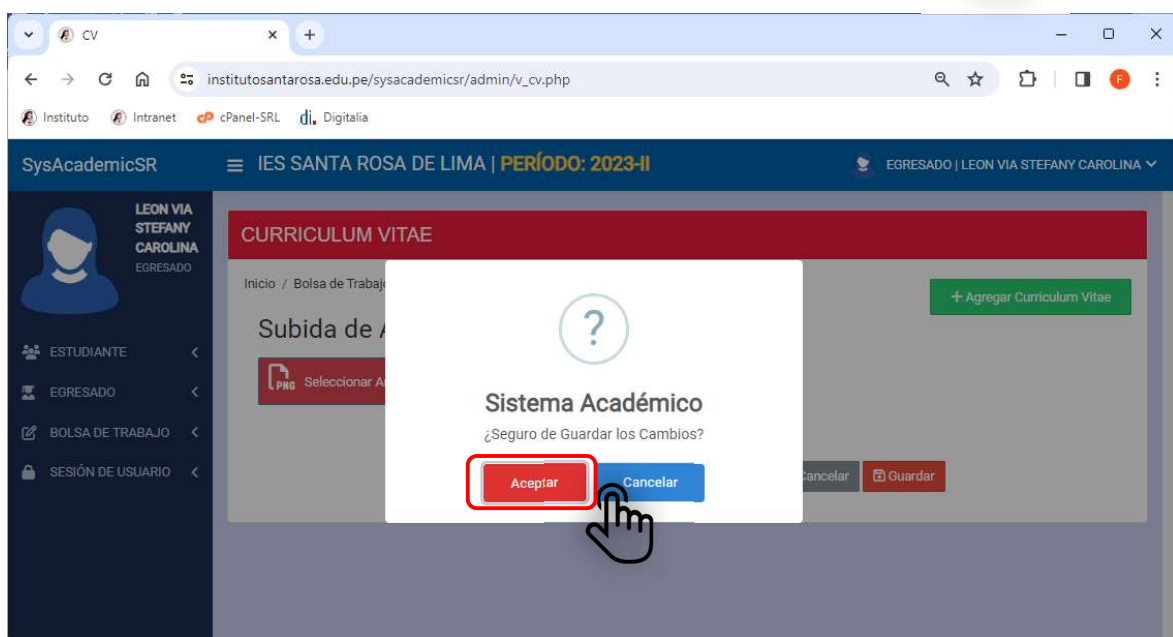 CV
institutosantarosa.edu.pe/sysacademicsr/admin/v_cv.php
F
Instituto Intranet cPanel-SRL Digitalia
SysAcademicSR IES SANTA ROSA DE LIMA | PERÍODO: 2023-II EGRESADO | LEON VIA STEFANY CAROLINA
LEON VIA
STEFANY
CAROLINA
EGRESADO
ESTUDIANTE
EGRESADO
BOLSA DE TRABAJO
SESIÓN DE USUARIO
CURRICULUM VITAE
Inicio / Bolsa de Trabajo
+ Agregar Curriculum Vitae
Subida de A
PNG Seleccionar A
?
Sistema Académico
¿Seguro de Guardar los Cambios?
Aceptar Cancelar
Cancelar Guardar